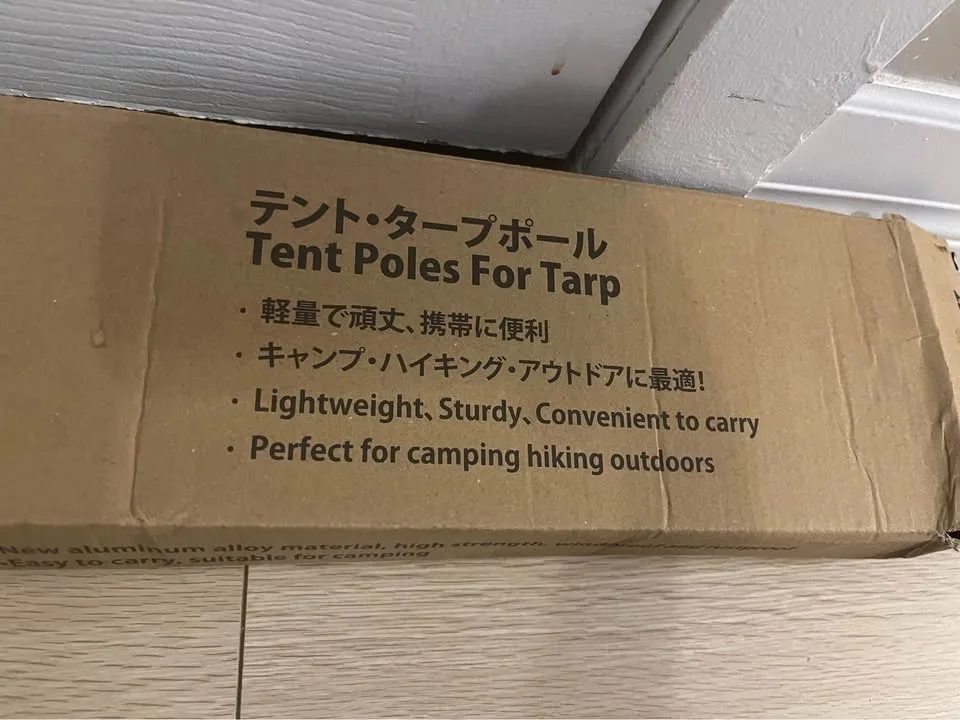 テント・タープポール
Tent Poles For Tarp
・軽量で頑丈、携帯に便利
・キャンプ・ハイキング・アウトドアに最適!
・Lightweight、Sturdy、Convenient to carry
・Perfect for camping hiking outdoors
New aluminum alloy material, high strength. windproof and rustproof
·Easy to carry, suitable for camping